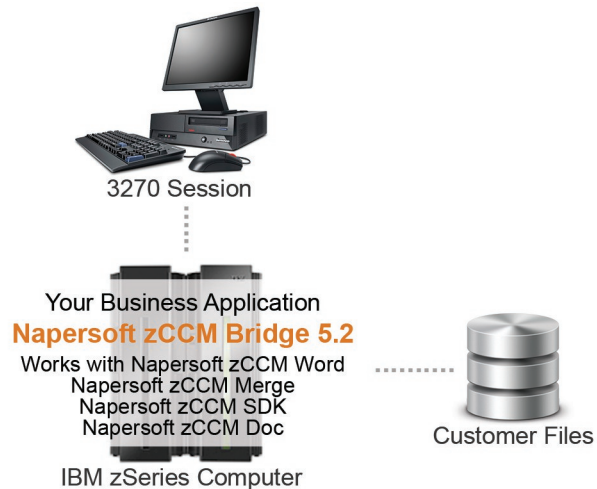 3270 Session
Your Business Application
Napersoft zCCM Bridge 5.2
Works with Napersoft zCCM Word
Napersoft zCCM Merge
Napersoft zCCM SDK
Napersoft zCCM Doc
IBM zSeries Computer
Customer Files